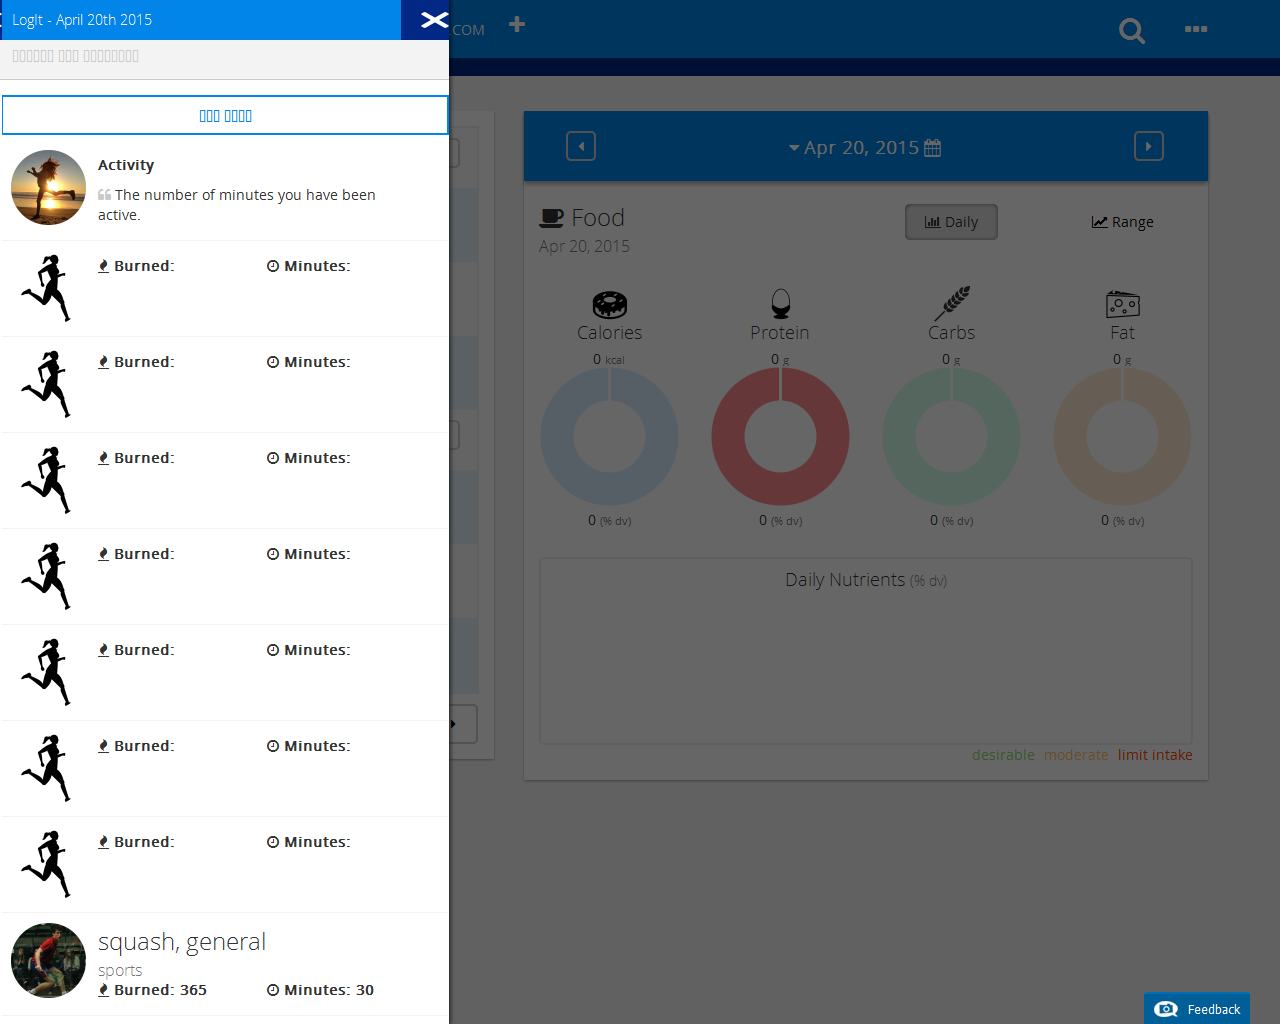 LogIt - April 20th 2015
Activity
The number of minutes you have been
active.
Burned: Minutes:
Burned: Minutes:
Burned: Minutes:
Burned: Minutes:
Burned: Minutes:
Burned: Minutes:
Burned: Minutes:
squash, general
sports
Burned: 365 Minutes: 30
.COM
Apr 20, 2015
Food
Apr 20, 2015
Daily
Range
Calories
Protein
Carbs
Fat
0 kcal
0 g
0 g
0 g
0 (% dv)
0 (% dv)
0 (% dv)
0 (% dv)
Daily Nutrients (% dv)
desirable moderate limit intake
Feedback